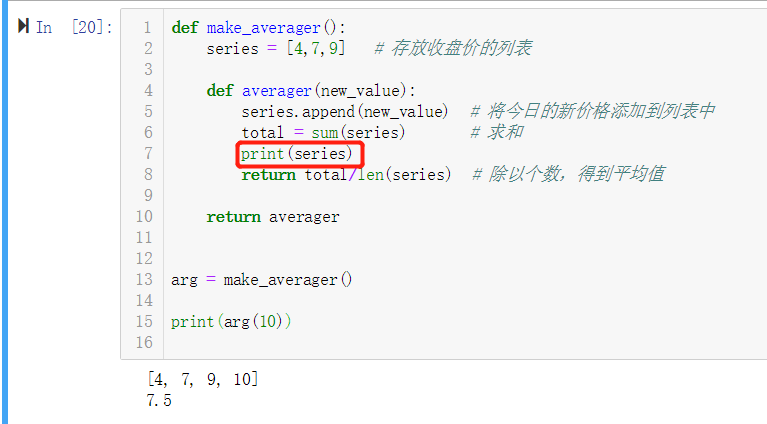 In [20]:
1 def make_averager():
2     series = [4,7,9]   # 存放收盘价的列表
3
4     def averager(new_value):
5         series.append(new_value)  # 将今日的新价格添加到列表中
6         total = sum(series)       # 求和
7         print(series)
8         return total/len(series)  # 除以个数，得到平均值
9
10     return averager
11
12
13 arg = make_averager()
14
15 print(arg(10))
16
[4, 7, 9, 10]
7.5